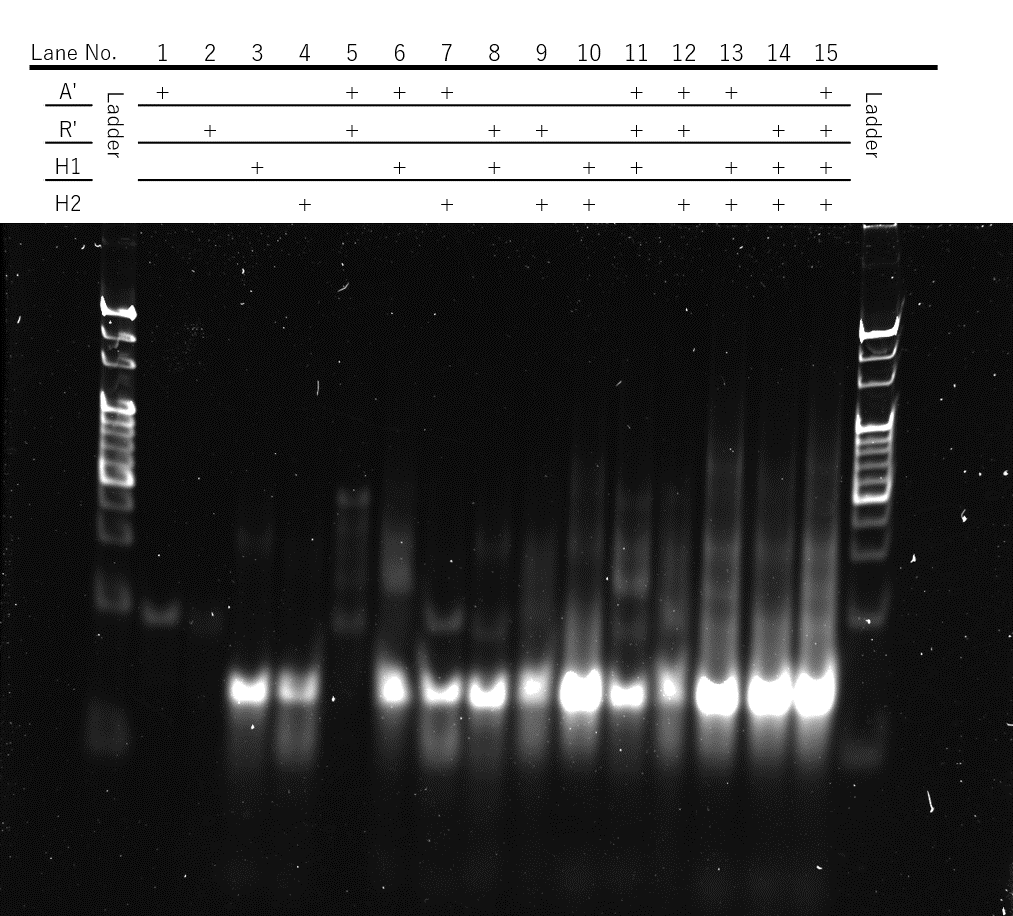 Lane No. 1 2 3 4 5 6 7 8 9 10 11 12 13 14 15
Ladder
A' + + + + + + + +
R' + + + + + + + +
H1 + + + + + + + +
H2 + + + + + + + +
Ladder